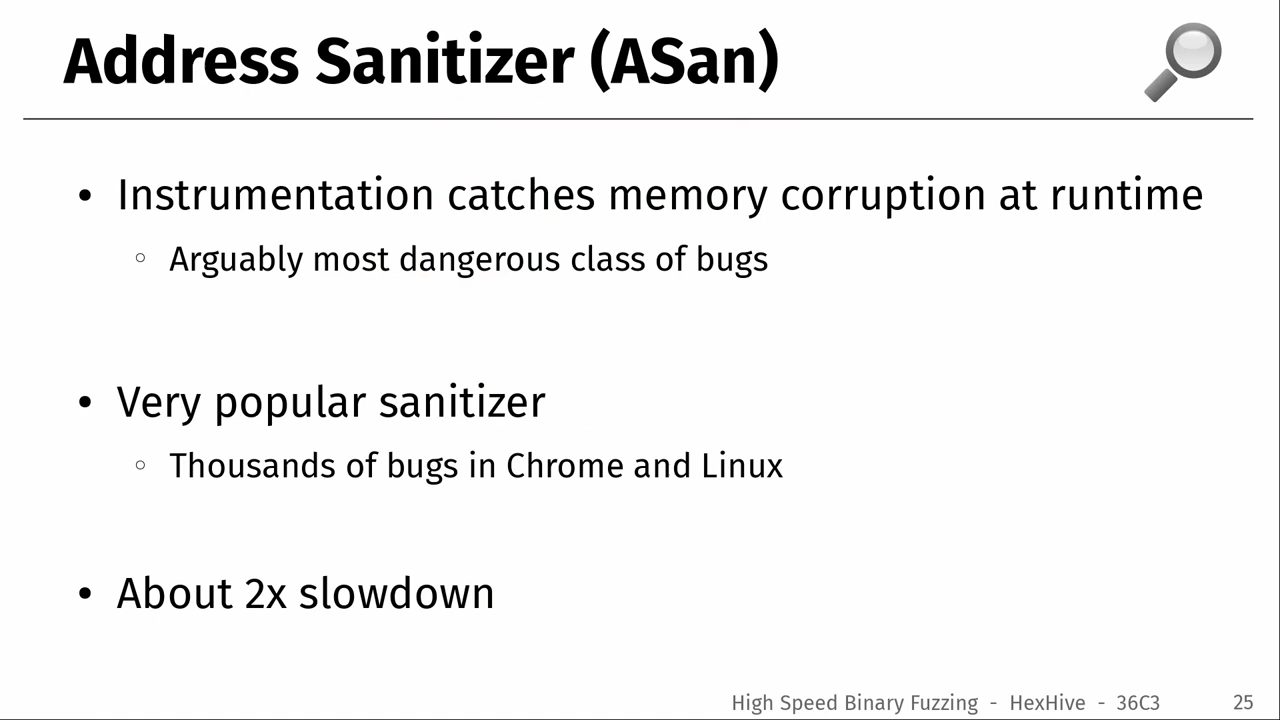 Address Sanitizer (ASan)
• Instrumentation catches memory corruption at runtime
○ Arguably most dangerous class of bugs
• Very popular sanitizer
○ Thousands of bugs in Chrome and Linux
• About 2x slowdown
High Speed Binary Fuzzing - HexHive - 36C3 25